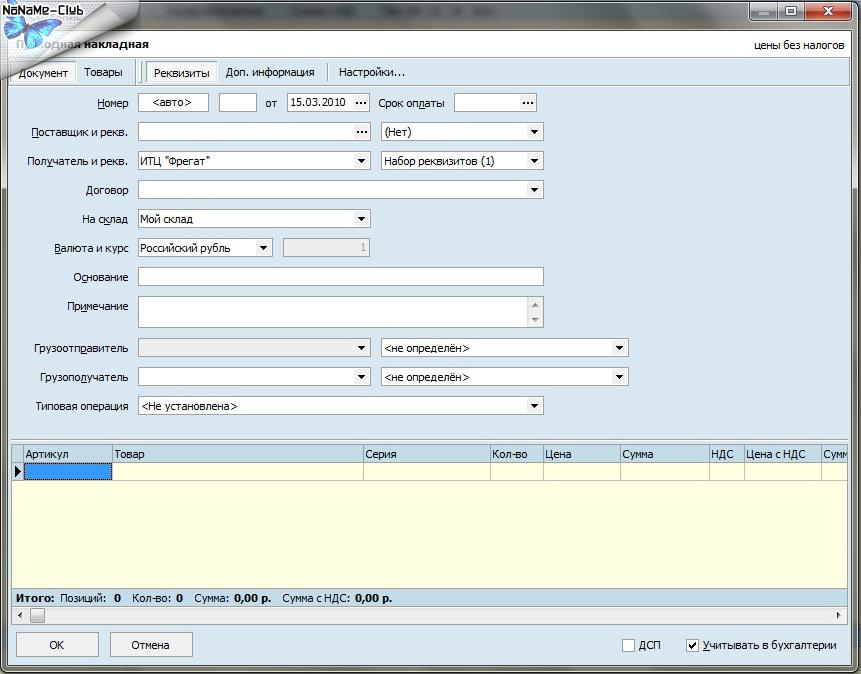 NoNaMe-Club
Приходная накладная
цены без налогов
Документ Товары Реквизиты Доп. информация Настройки...
Номер <авто> от 15.03.2010 ... Срок оплаты ...
Поставщик и рекв. ... (Нет)
Получатель и рекв. ИТЦ "Фрегат" Набор реквизитов (1)
Договор
На склад Мой склад
Валюта и курс Российский рубль 1
Основание
Примечание
Грузоотправитель <не определён>
Грузополучатель <не определён>
Типовая операция <Не установлена>
Артикул Товар Серия Кол-во Цена Сумма НДС Цена с НДС Сумм
Итого: Позиций: 0 Кол-во: 0 Сумма: 0,00 р. Сумма с НДС: 0,00 р.
ОК Отмена ДСП Учитывать в бухгалтерии